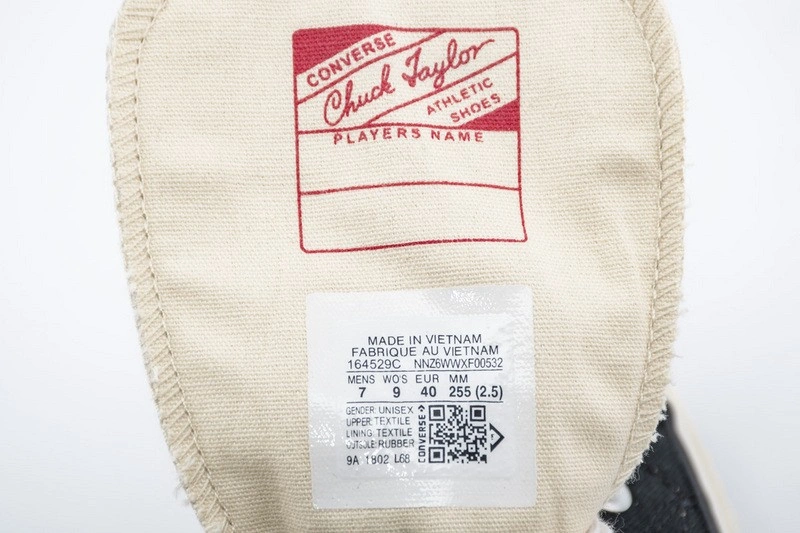 CONVERSE
Chuck Taylor
ATHLETIC
SHOES
PLAYERS NAME
MADE IN VIETNAM
FABRIQUE AU VIETNAM
164529C NNZ6WWXF00532
MENS WO'S EUR MM
7 9 40 255 (2.5)
GENDER: UNISEX
UPPER: TEXTILE
LINING: TEXTILE
OUTSOLE: RUBBER
9A 1802 L68
CONVERSE